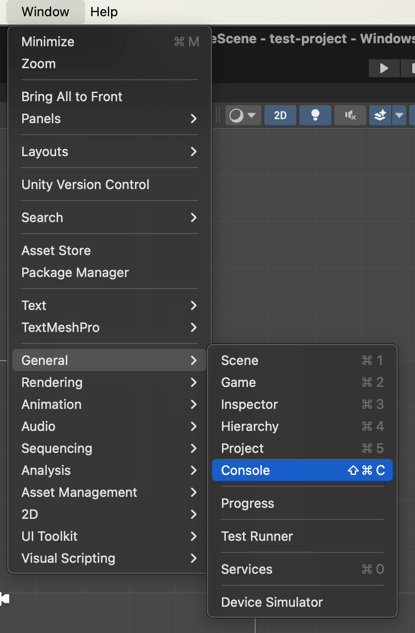 Window Help
Minimize ⌘ M
Zoom
eScene - test-project - Windows
Bring All to Front
Panels
2D
Layouts
Unity Version Control
Search
Asset Store
Package Manager
Text
TextMeshPro
General
Rendering
Animation
Audio
Sequencing
Analysis
Asset Management
2D
UI Toolkit
Visual Scripting
Scene ⌘ 1
Game ⌘ 2
Inspector ⌘ 3
Hierarchy ⌘ 4
Project ⌘ 5
Console ⇧ ⌘ C
Progress
Test Runner
Services ⌘ 0
Device Simulator